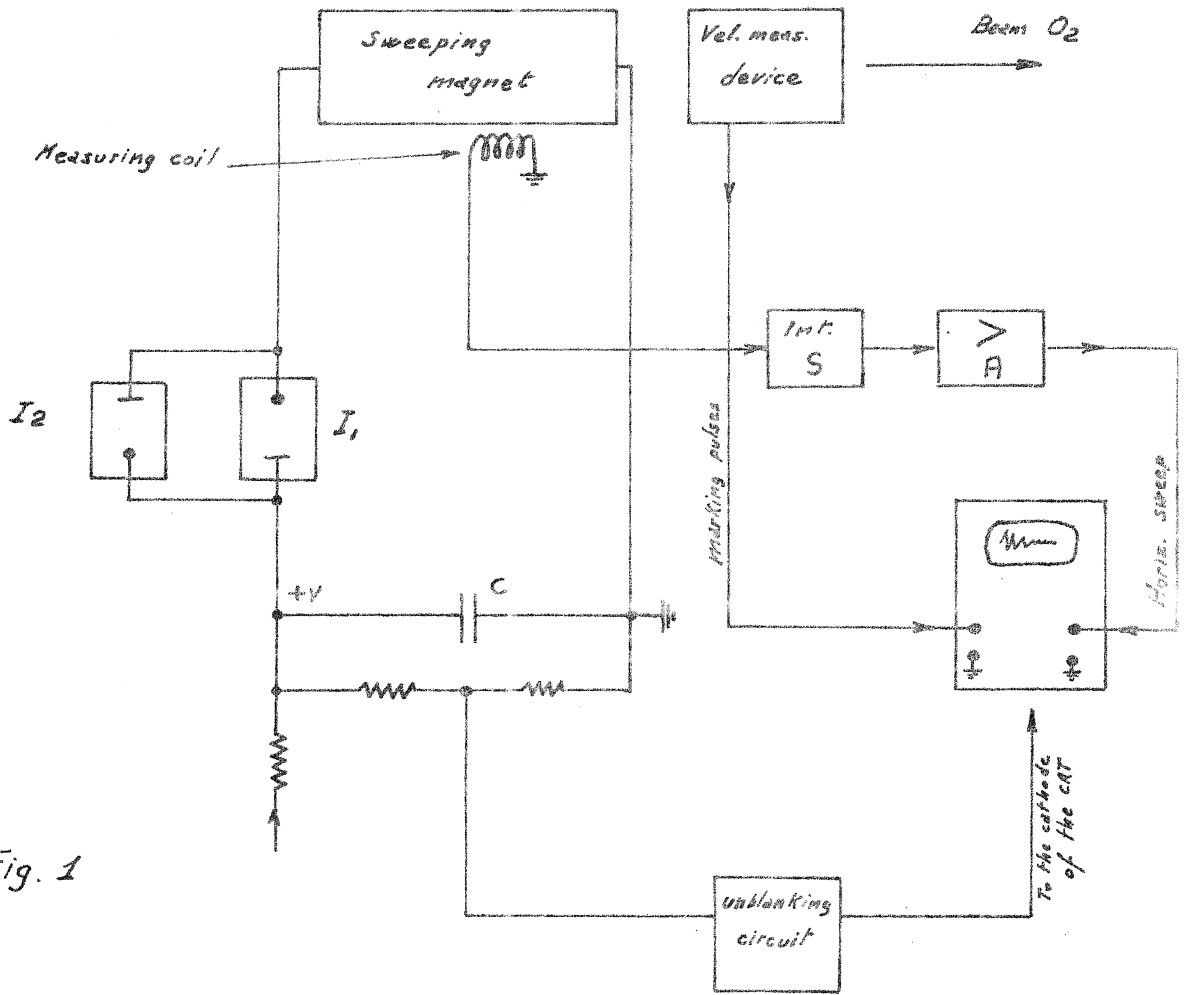 Sweeping
magnet
Vel. meas.
device
Beam O2
Measuring coil
Int.
S
>
A
I2
I1
marking pulses
Horiz. sweep
+V
C
To the cathode
of the CRT
Fig. 1
unblanking
circuit